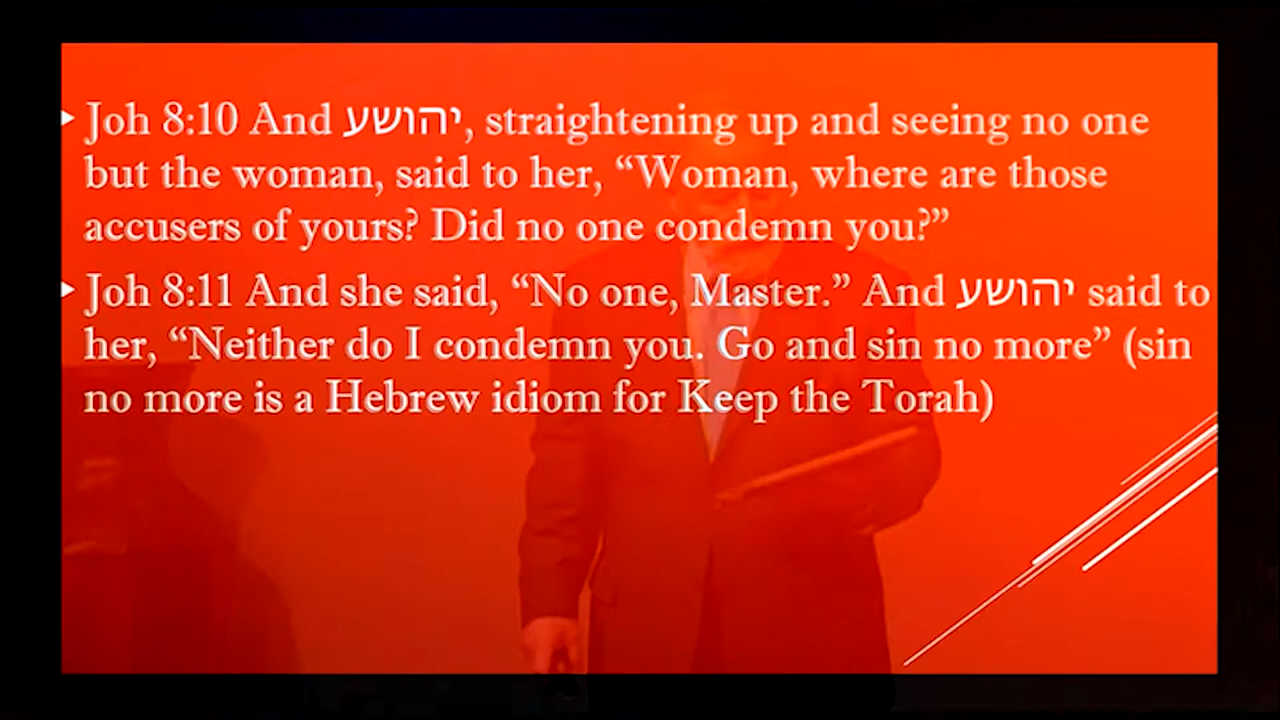 Joh 8:10 And יהושע, straightening up and seeing no one
but the woman, said to her, “Woman, where are those
accusers of yours? Did no one condemn you?”
Joh 8:11 And she said, “No one, Master.” And יהושע said to
her, “Neither do I condemn you. Go and sin no more” (sin
no more is a Hebrew idiom for Keep the Torah)